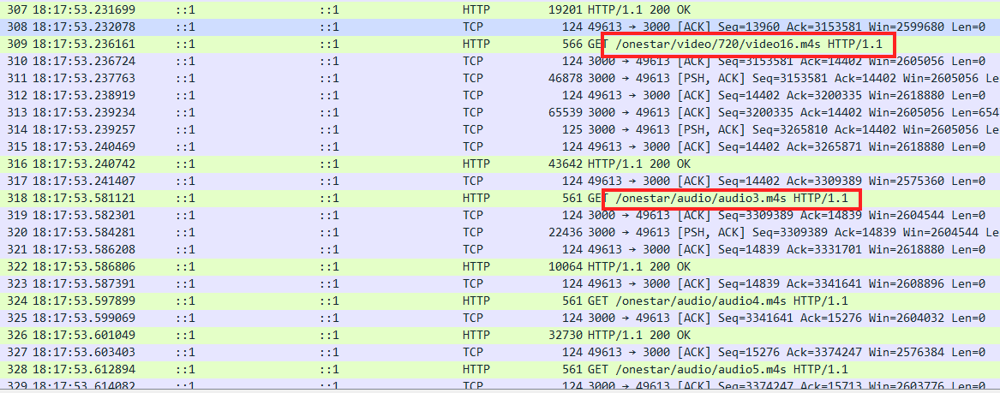 307 18:17:53.231699 ::1 ::1 HTTP 19201 HTTP/1.1 200 OK
308 18:17:53.232078 ::1 ::1 TCP 124 49613 → 3000 [ACK] Seq=13960 Ack=3153581 Win=2599680 Len=0
309 18:17:53.236161 ::1 ::1 HTTP 566 GET /onestar/video/720/video16.m4s HTTP/1.1
310 18:17:53.236724 ::1 ::1 TCP 124 3000 → 49613 [ACK] Seq=3153581 Ack=14402 Win=2605056 Len=0
311 18:17:53.237763 ::1 ::1 TCP 46878 3000 → 49613 [PSH, ACK] Seq=3153581 Ack=14402 Win=2605056 Le
312 18:17:53.238919 ::1 ::1 TCP 124 49613 → 3000 [ACK] Seq=14402 Ack=3200335 Win=2618880 Len=0
313 18:17:53.239234 ::1 ::1 TCP 65539 3000 → 49613 [ACK] Seq=3200335 Ack=14402 Win=2605056 Len=654
314 18:17:53.239257 ::1 ::1 TCP 125 3000 → 49613 [PSH, ACK] Seq=3265810 Ack=14402 Win=2605056 Le
315 18:17:53.240469 ::1 ::1 TCP 124 49613 → 3000 [ACK] Seq=14402 Ack=3265871 Win=2618880 Len=0
316 18:17:53.240742 ::1 ::1 HTTP 43642 HTTP/1.1 200 OK
317 18:17:53.241407 ::1 ::1 TCP 124 49613 → 3000 [ACK] Seq=14402 Ack=3309389 Win=2575360 Len=0
318 18:17:53.581121 ::1 ::1 HTTP 561 GET /onestar/audio/audio3.m4s HTTP/1.1
319 18:17:53.582301 ::1 ::1 TCP 124 3000 → 49613 [ACK] Seq=3309389 Ack=14839 Win=2604544 Len=0
320 18:17:53.584281 ::1 ::1 TCP 22436 3000 → 49613 [PSH, ACK] Seq=3309389 Ack=14839 Win=2604544 Le
321 18:17:53.586208 ::1 ::1 TCP 124 49613 → 3000 [ACK] Seq=14839 Ack=3331701 Win=2618880 Len=0
322 18:17:53.586806 ::1 ::1 HTTP 10064 HTTP/1.1 200 OK
323 18:17:53.587391 ::1 ::1 TCP 124 49613 → 3000 [ACK] Seq=14839 Ack=3341641 Win=2608896 Len=0
324 18:17:53.597899 ::1 ::1 HTTP 561 GET /onestar/audio/audio4.m4s HTTP/1.1
325 18:17:53.599069 ::1 ::1 TCP 124 3000 → 49613 [ACK] Seq=3341641 Ack=15276 Win=2604032 Len=0
326 18:17:53.601049 ::1 ::1 HTTP 32730 HTTP/1.1 200 OK
327 18:17:53.603403 ::1 ::1 TCP 124 49613 → 3000 [ACK] Seq=15276 Ack=3374247 Win=2576384 Len=0
328 18:17:53.612894 ::1 ::1 HTTP 561 GET /onestar/audio/audio5.m4s HTTP/1.1
329 18:17:53.614082 ::1 ::1 TCP 124 3000 → 49613 [ACK] Seq=3374247 Ack=15713 Win=2603776 Len=0